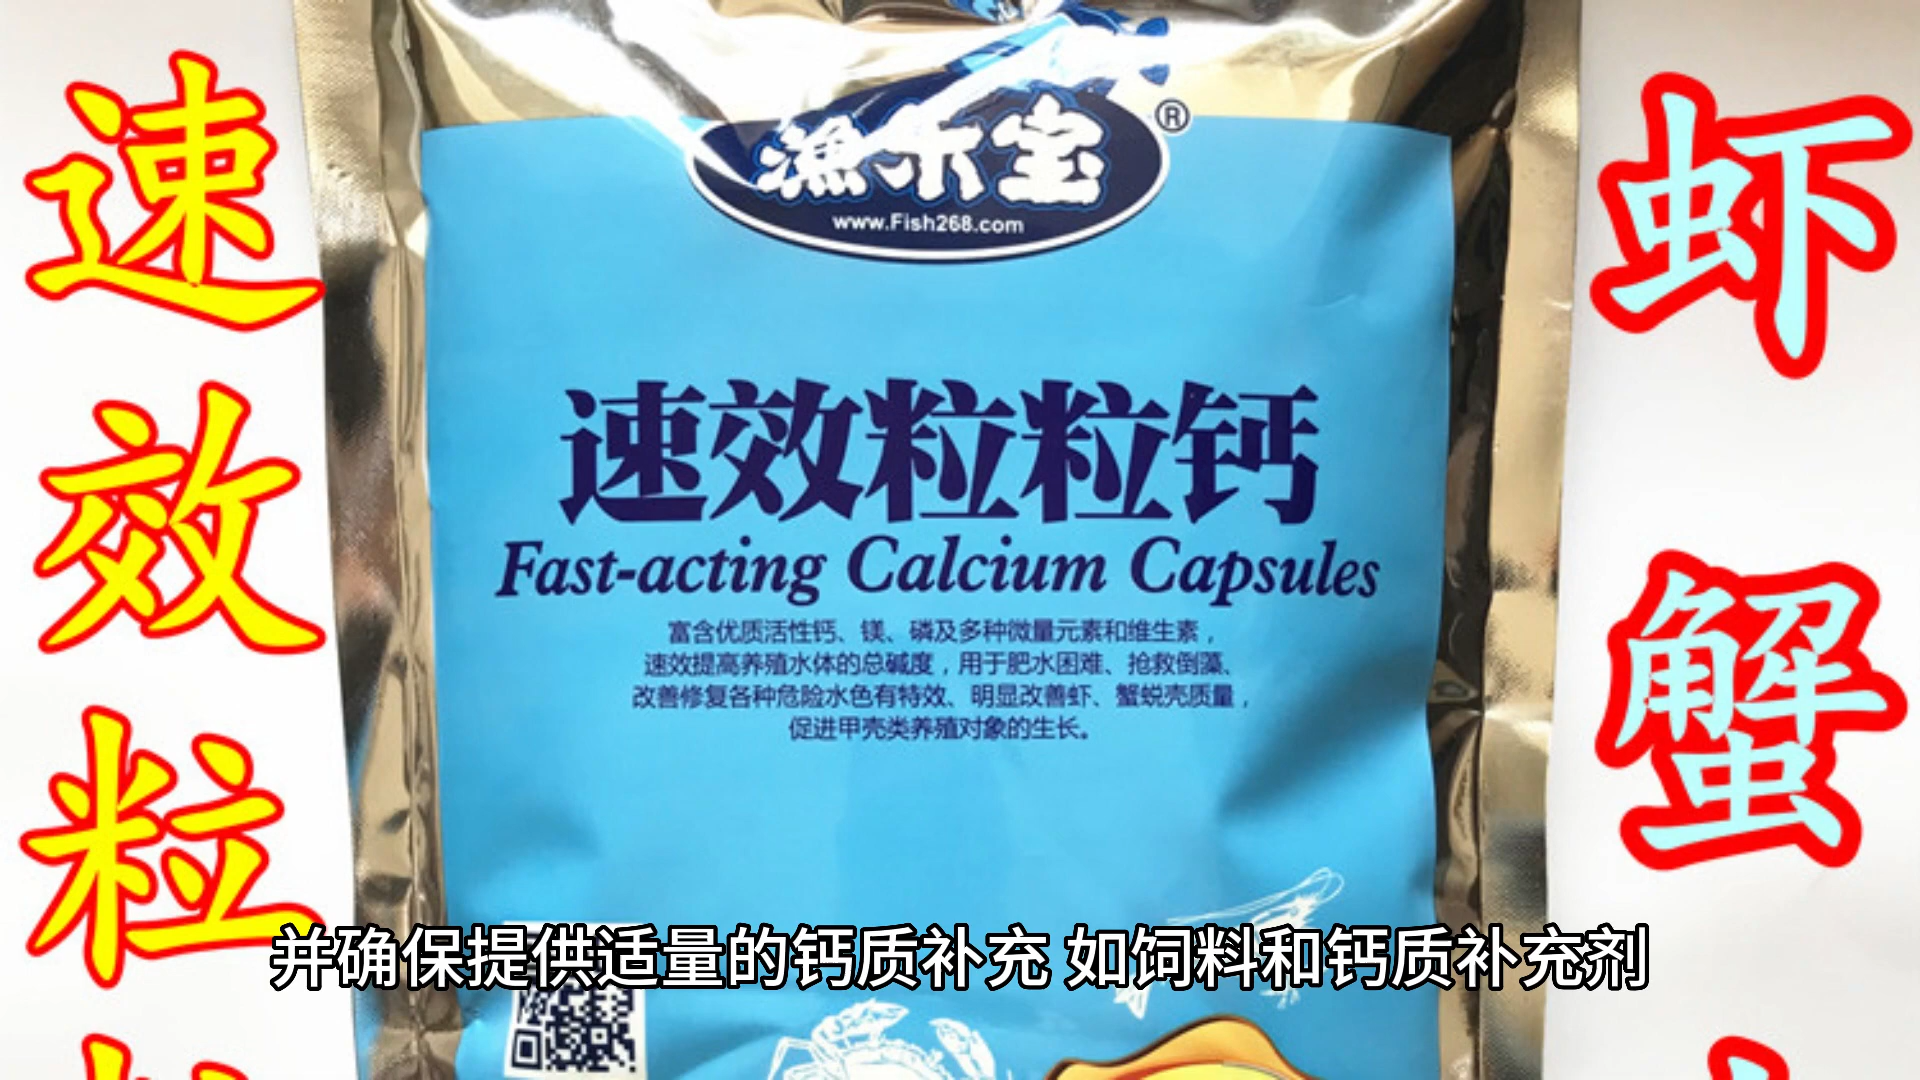 速效粒
虾蟹
漁木宝®
www.Fish268.com
速效粒粒钙
Fast-acting Calcium Capsules
富含优质活性钙、镁、磷及多种微量元素和维生素，
速效提高养殖水体的总碱度，用于肥水困难、抢救倒藻、
改善修复各种危险水色有特效、明显改善虾、蟹蜕壳质量，
促进甲壳类养殖对象的生长。
并确保提供适量的钙质补充 如饲料和钙质补充剂